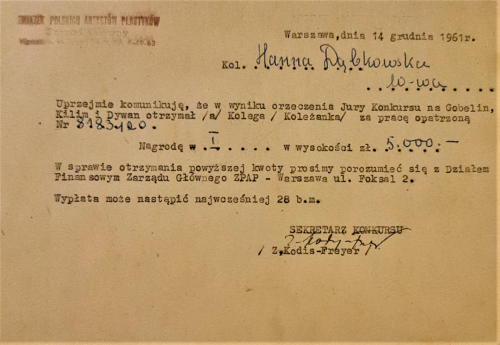 ZWIĄZEK POLSKICH ARTYSTÓW PLASTYKÓW
Warszawa, dnia 14 grudnia 1961r.
Kol. Hanna Dąbkowska
Uprzejmie komunikują, że w wyniku orzeczenia Jury Konkursu na Gobelin,
Kilim i Dywan otrzymał /a/ Kolega / Koleżanka/ za pracę opatrzoną
Nr 8183/20.
Nagrodę w . I . . . w wysokości zł. 5.000.-
W sprawie otrzymania powyższej kwoty prosimy porozumieć się z Działem
Finansowym Zarządu Głównego ZPAP - Warszawa ul. Foksal 2.
Wypłata może nastąpić najwcześniej 28 b.m.
SEKRETARZ KONKURSU
/ Z.Kodis-Freyer